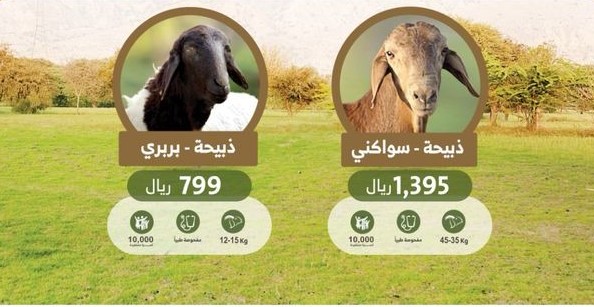 ذبيحة - سواكني
1,395 ريال
45-35 Kg
مفحوصة طبياً
10,000
ذبيحة - بربري
799 ريال
12-15 Kg
مفحوصة طبياً
10,000